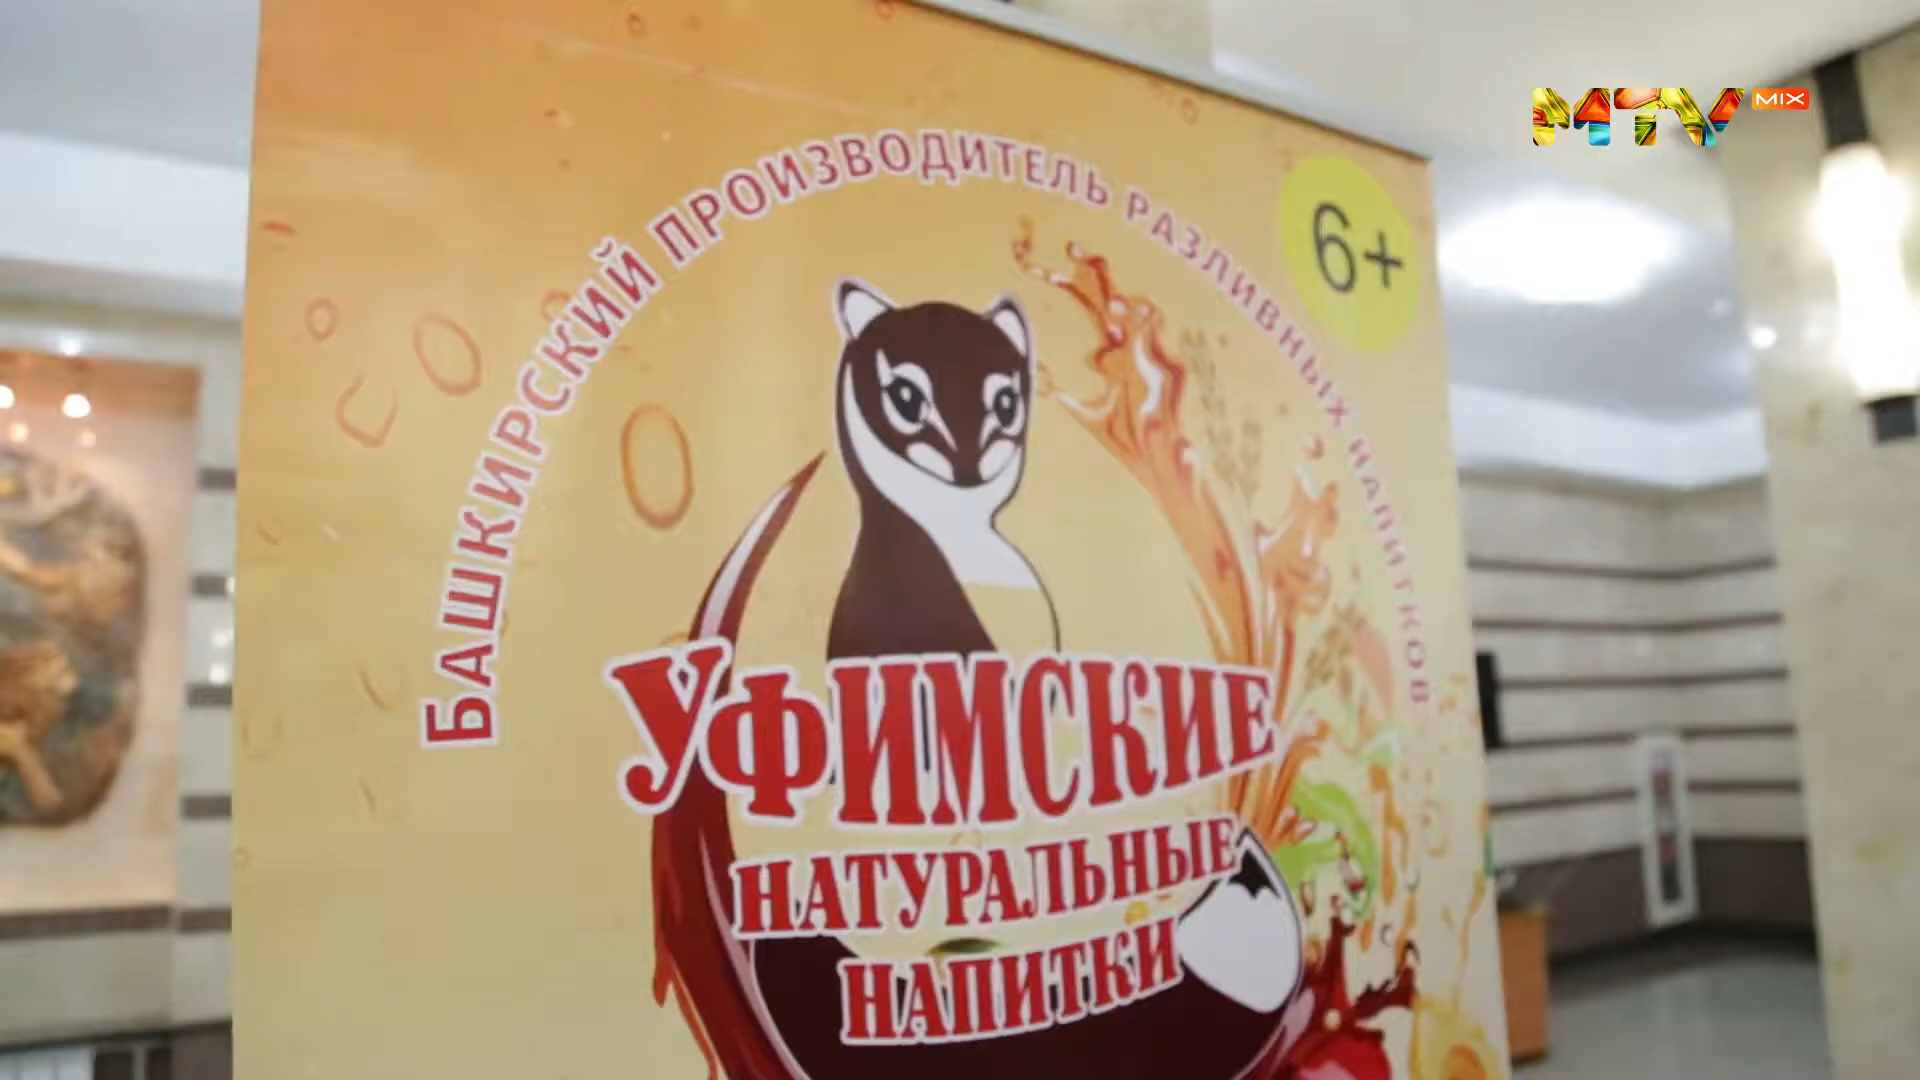 MTV MIX
6+
БАШКИРСКИЙ ПРОИЗВОДИТЕЛЬ РАЗЛИВНЫХ НАПИТКОВ
УФИМСКИЕ
НАТУРАЛЬНЫЕ
НАПИТКИ